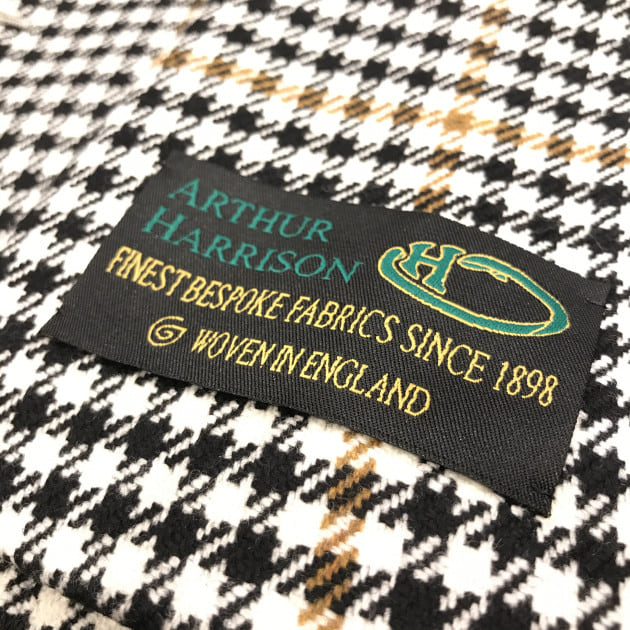 ARTHUR
HARRISON
H
FINEST BESPOKE FABRICS SINCE 1898
WOVEN IN ENGLAND